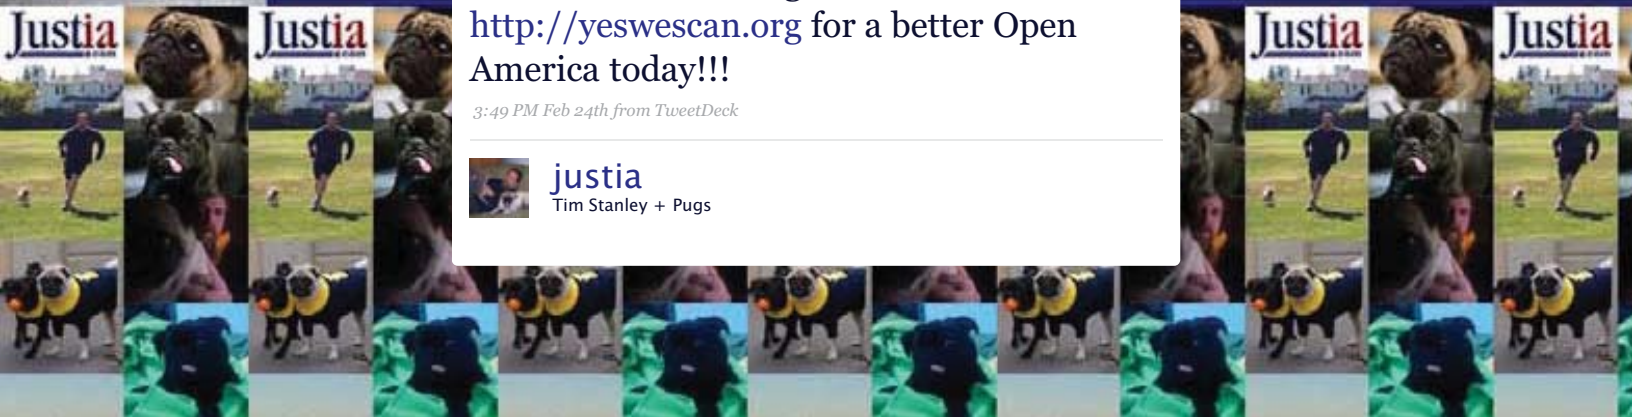 Justia
Justia
Justia
Justia
http://yeswescan.org for a better Open
America today!!!
3:49 PM Feb 24th from TweetDeck
justia
Tim Stanley + Pugs